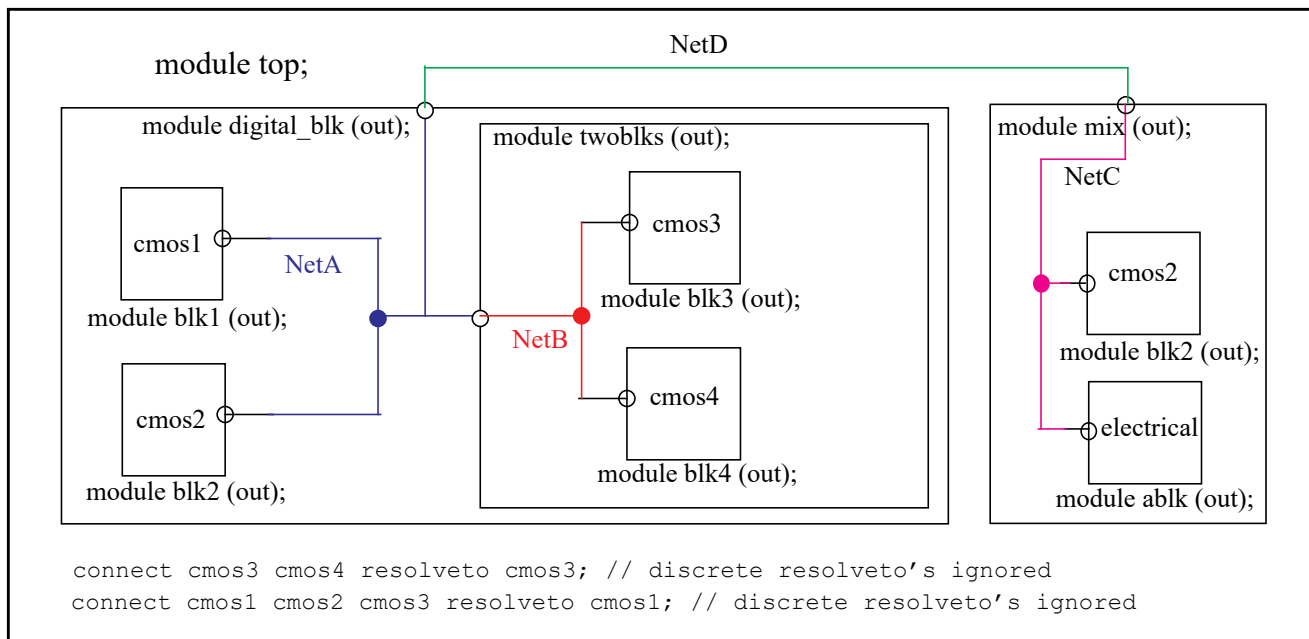 NetD
module top;
module digital_blk (out);
module twoblks (out);
module mix (out);
NetC
cmos1
cmos3
NetA
module blk1 (out);
module blk3 (out);
cmos2
module blk2 (out);
NetB
cmos2
module blk2 (out);
cmos4
module blk4 (out);
electrical
module ablk (out);
connect cmos3 cmos4 resolveto cmos3; // discrete resolveto’s ignored
connect cmos1 cmos2 cmos3 resolveto cmos1; // discrete resolveto’s ignored